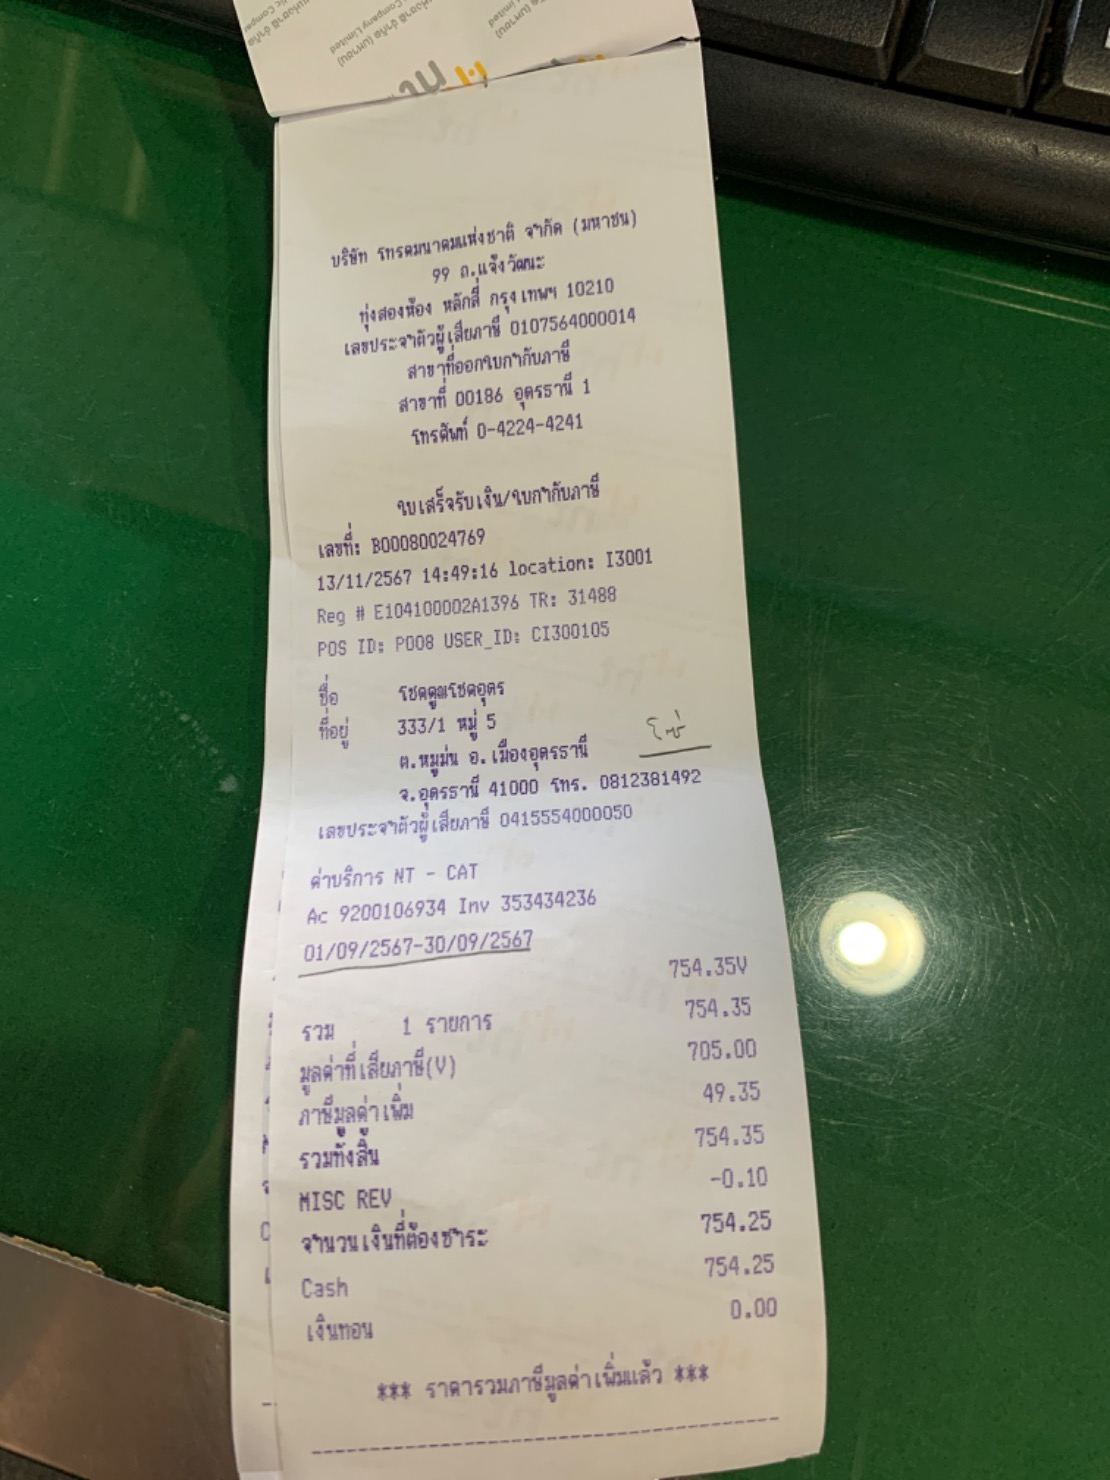 บริษัท โทรคมนาคมแห่งชาติ จำกัด (มหาชน)
99 ถ.แจ้งวัฒนะ
ทุ่งสองห้อง หลักสี่ กรุงเทพฯ 10210
เลขประจำตัวผู้เสียภาษี 0107564000014
สาขาที่ออกใบกำกับภาษี
สาขาที่ 00186 อุดรธานี 1
โทรศัพท์ 0-4224-4241
ใบเสร็จรับเงิน/ใบกำกับภาษี
เลขที่: B00080024769
13/11/2567 14:49:16 location: I3001
Reg # E104100002A1396 TR: 31488
POS ID: P008 USER_ID: CI300105
ชื่อ โชคคูณโชคอุดร
ที่อยู่ 333/1 หมู่ 5
ต.หมูม่น อ.เมืองอุดรธานี
จ.อุดรธานี 41000 โทร. 0812381492
เลขประจำตัวผู้เสียภาษี 0415554000050
ค่าบริการ NT - CAT
Ac 9200106934 Inv 353434236
01/09/2567-30/09/2567
754.35V
รวม 1 รายการ 754.35
มูลค่าที่เสียภาษี(V) 705.00
ภาษีมูลค่าเพิ่ม 49.35
รวมทั้งสิ้น 754.35
MISC REV -0.10
จำนวนเงินที่ต้องชำระ 754.25
Cash 754.25
เงินทอน 0.00
*** ราคารวมภาษีมูลค่าเพิ่มแล้ว ***